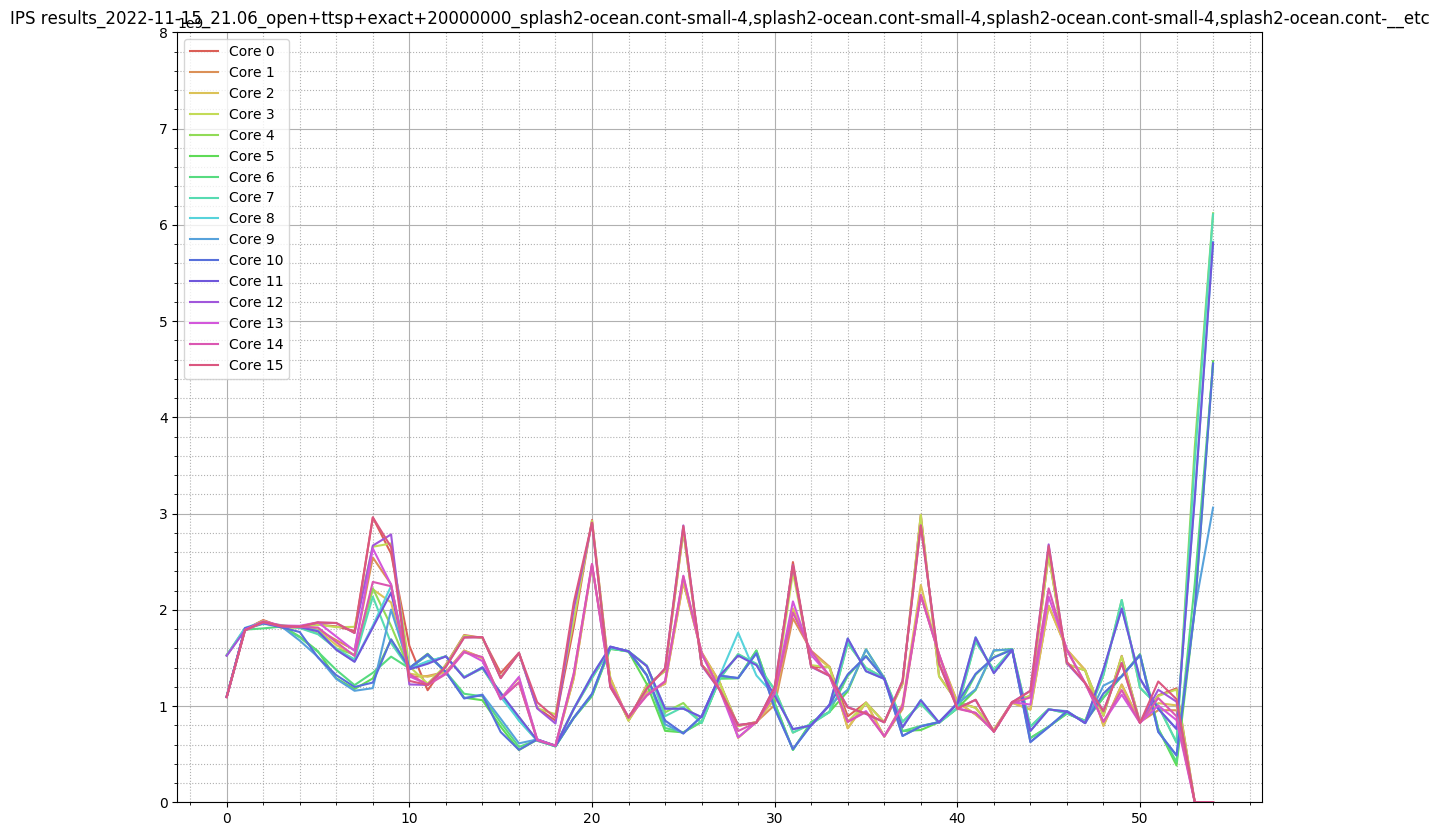 IPS results_2022-11-15_21.06_open+ttsp+exact+20000000_splash2-ocean.cont-small-4,splash2-ocean.cont-small-4,splash2-ocean.cont-small-4,splash2-ocean.cont-__etc
1e9
8
7
6
5
4
3
2
1
0
Core 0
Core 1
Core 2
Core 3
Core 4
Core 5
Core 6
Core 7
Core 8
Core 9
Core 10
Core 11
Core 12
Core 13
Core 14
Core 15
0 10 20 30 40 50